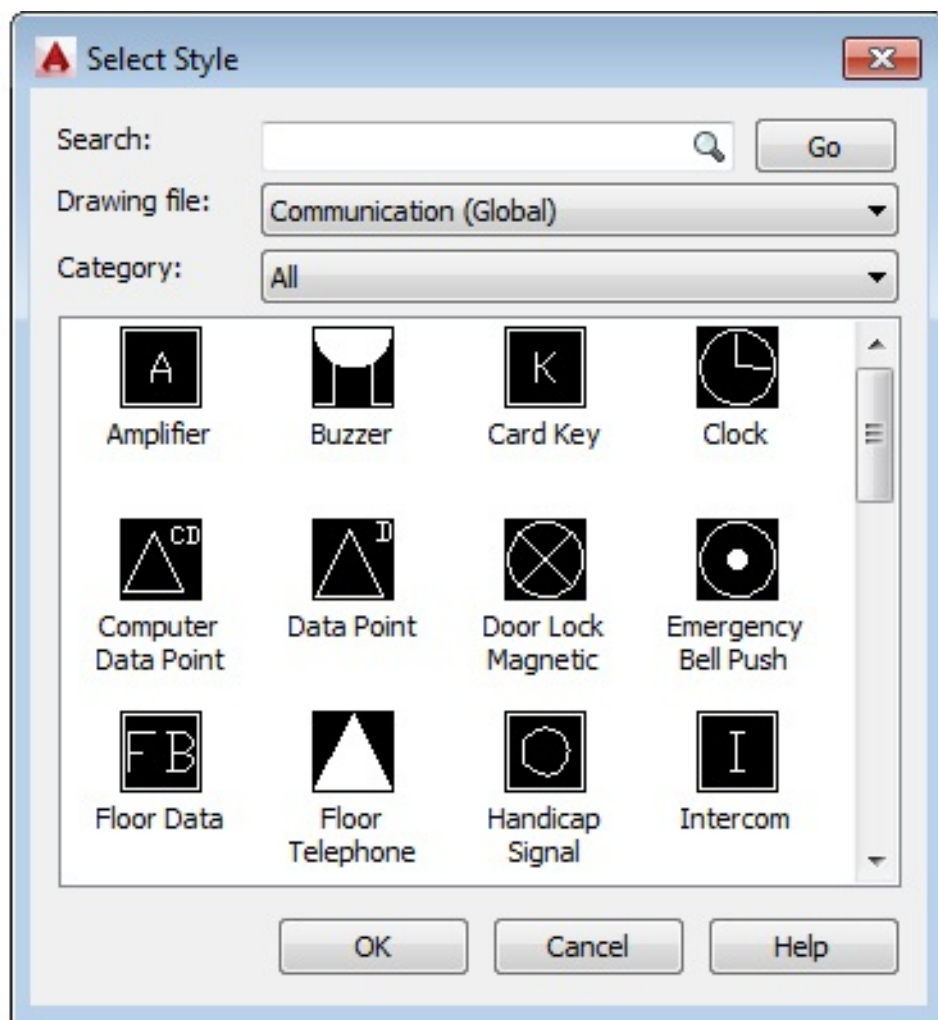 Select Style
Search:
Go
Drawing file:
Communication (Global)
Category:
All
A
K
Amplifier
Buzzer
Card Key
Clock
CD
D
Computer
Data Point
Data Point
Door Lock
Magnetic
Emergency
Bell Push
FB
I
Floor Data
Floor
Telephone
Handicap
Signal
Intercom
OK
Cancel
Help